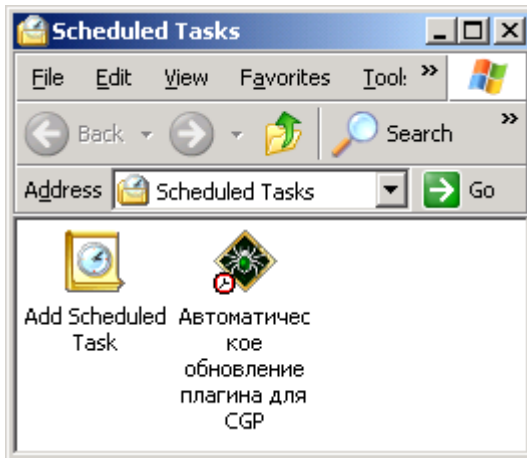 Scheduled Tasks
File Edit View Favorites Tool: »
Back Search »
Address Scheduled Tasks Go
Add Scheduled Task
Автоматичес
кое
обновление
плагина для
CGP